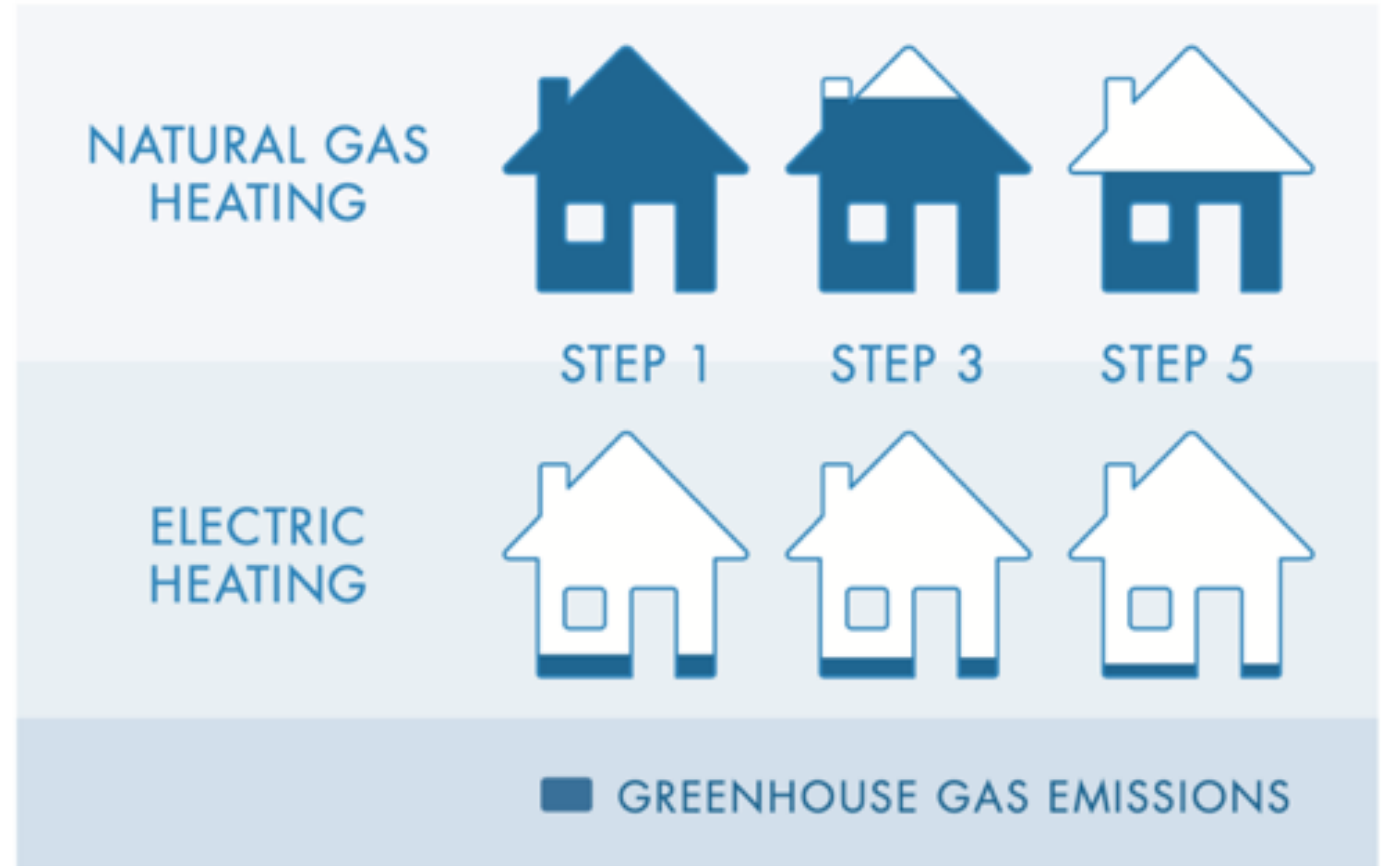 NATURAL GAS
HEATING
STEP 1
STEP 3
STEP 5
ELECTRIC
HEATING
GREENHOUSE GAS EMISSIONS